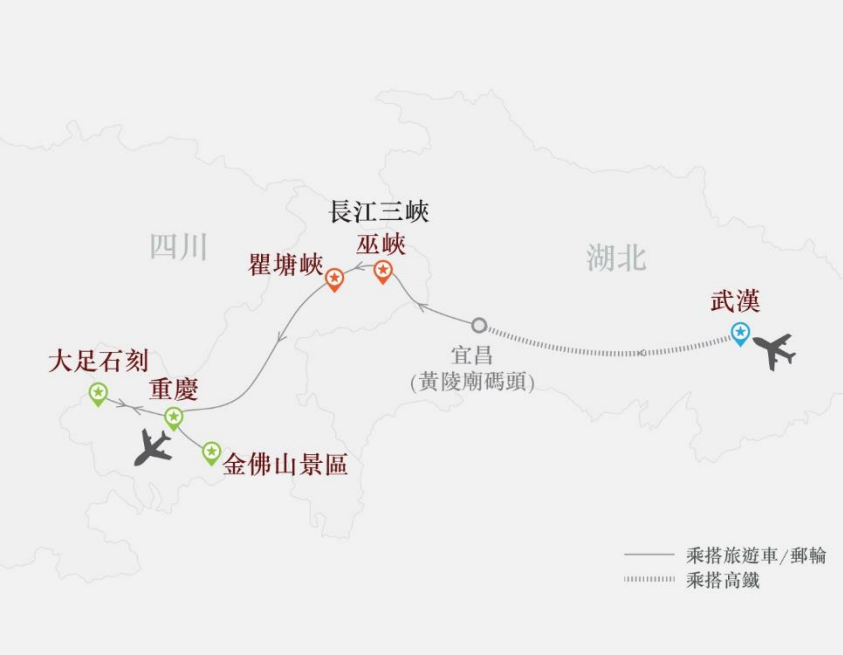 長江三峽
巫峽
四川
瞿塘峽
湖北
武漢
宜昌
(黃陵廟碼頭)
大足石刻
重慶
金佛山景區
乘搭旅遊車/郵輪
乘搭高鐵